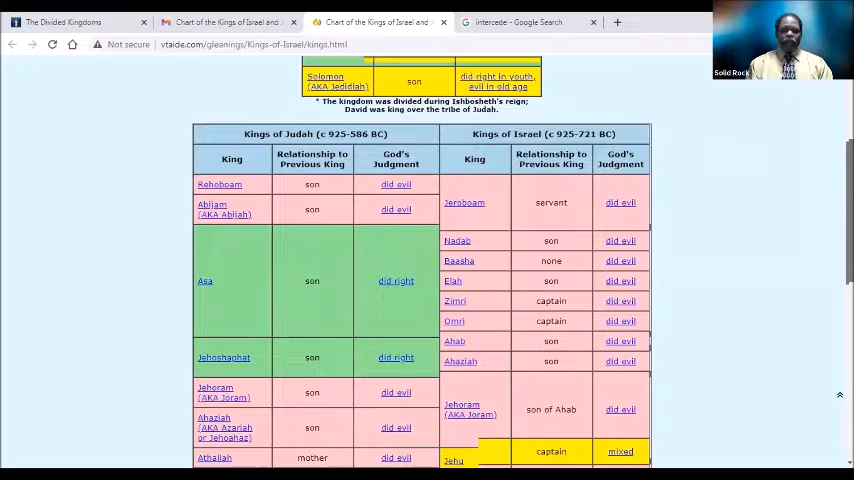 The Divided Kingdoms
Chart of the Kings of Israel and J
Chart of the Kings of Israel and J
intercede - Google Search
Not secure
vtaide.com/gleanings/Kings-of-Israel/kings.html
Solid Rock
Solomon
(AKA Jedidiah)
son
did right in youth,
evil in old age
* The kingdom was divided during Ishbosheth's reign;
David was king over the tribe of Judah.
Kings of Judah (c 925-586 BC)
Kings of Israel (c 925-721 BC)
King
Relationship to
Previous King
God's
Judgment
King
Relationship to
Previous King
God's
Judgment
Rehoboam
son
did evil
Jeroboam
servant
did evil
Abijam
(AKA Abijah)
son
did evil
Nadab
son
did evil
Baasha
none
did evil
Asa
son
did right
Elah
son
did evil
Zimri
captain
did evil
Omri
captain
did evil
Ahab
son
did evil
Jehoshaphat
son
did right
Ahaziah
son
did evil
Jehoram
(AKA Joram)
son
did evil
Jehoram
(AKA Joram)
son of Ahab
did evil
Ahaziah
(AKA Azariah
or Jehoahaz)
son
did evil
Athaliah
mother
did evil
Jehu
captain
mixed